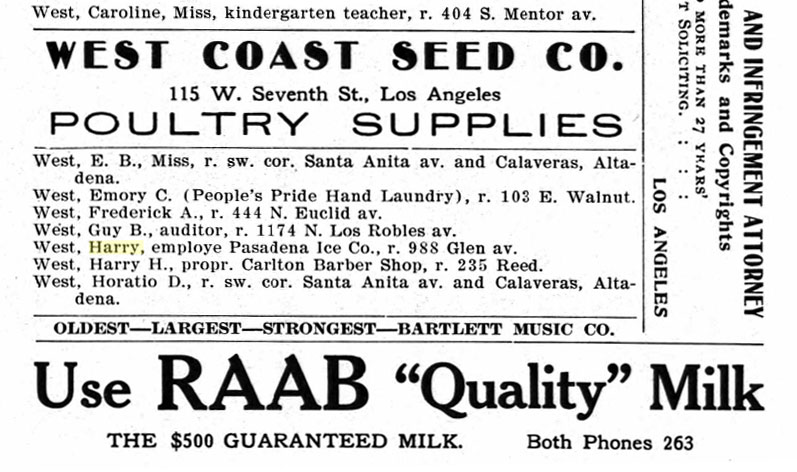 West, Caroline, Miss, kindergarten teacher, r. 404 S. Mentor av.
WEST COAST SEED CO.
115 W. Seventh St., Los Angeles
POULTRY SUPPLIES
West, E. B., Miss, r. sw. cor. Santa Anita av. and Calaveras, Alta-
dena.
West, Emory C. (People's Pride Hand Laundry), r. 103 E. Walnut.
West, Frederick A., r. 444 N. Euclid av.
West, Guy B., auditor, r. 1174 N. Los Robles av.
West, Harry, employe Pasadena Ice Co., r. 988 Glen av.
West, Harry H., propr. Carlton Barber Shop, r. 235 Reed.
West, Horatio D., r. sw. cor. Santa Anita av. and Calaveras, Alta-
dena.
OLDEST—LARGEST—STRONGEST—BARTLETT MUSIC CO.
Use RAAB “Quality” Milk
THE $500 GUARANTEED MILK. Both Phones 263
AND INFRINGEMENT ATTORNEY
demarks and Copyrights
MORE THAN 27 YEARS'
T SOLICITING. : : :
LOS ANGELES